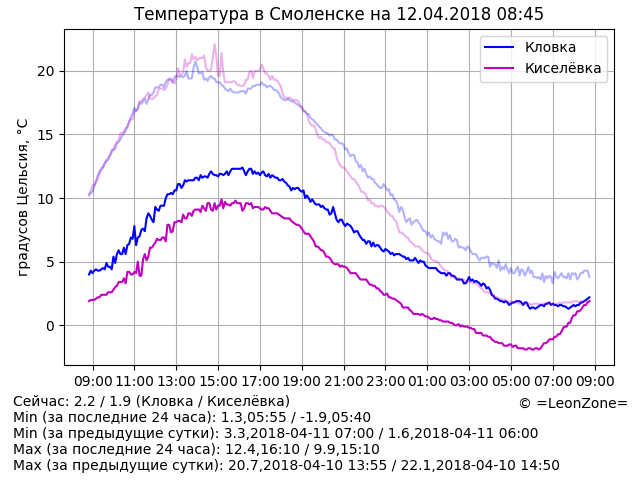 Температура в Смоленске на 12.04.2018 08:45
Кловка
Киселёвка
градусов Цельсия, °C
20
15
10
5
0
09:00 11:00 13:00 15:00 17:00 19:00 21:00 23:00 01:00 03:00 05:00 07:00 09:00
Сейчас: 2.2 / 1.9 (Кловка / Киселёвка)
© =LeonZone=
Min (за последние 24 часа): 1.3,05:55 / -1.9,05:40
Min (за предыдущие сутки): 3.3,2018-04-11 07:00 / 1.6,2018-04-11 06:00
Max (за последние 24 часа): 12.4,16:10 / 9.9,15:10
Max (за предыдущие сутки): 20.7,2018-04-10 13:55 / 22.1,2018-04-10 14:50